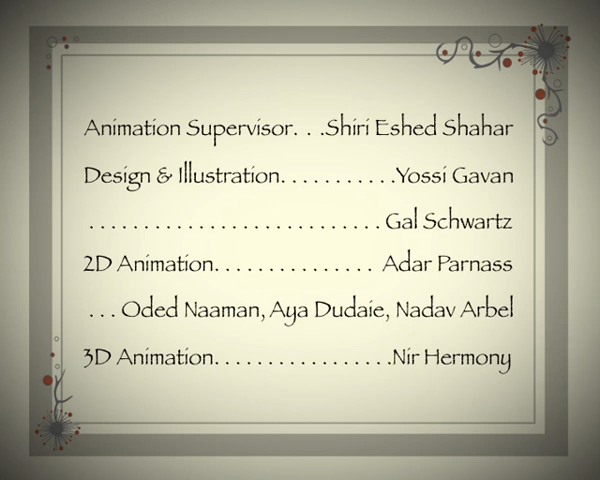 Animation Supervisor. . .Shiri Eshed Shahar
Design & Illustration. . . . . . . . . . .Yossi Gavan
. . . . . . . . . . . . . . . . . . . . . . . . . . . Gal Schwartz
2D Animation. . . . . . . . . . . . . . . Adar Parnass
. . . Oded Naaman, Aya Dudaie, Nadav Arbel
3D Animation. . . . . . . . . . . . . . . . .Nir Hermony